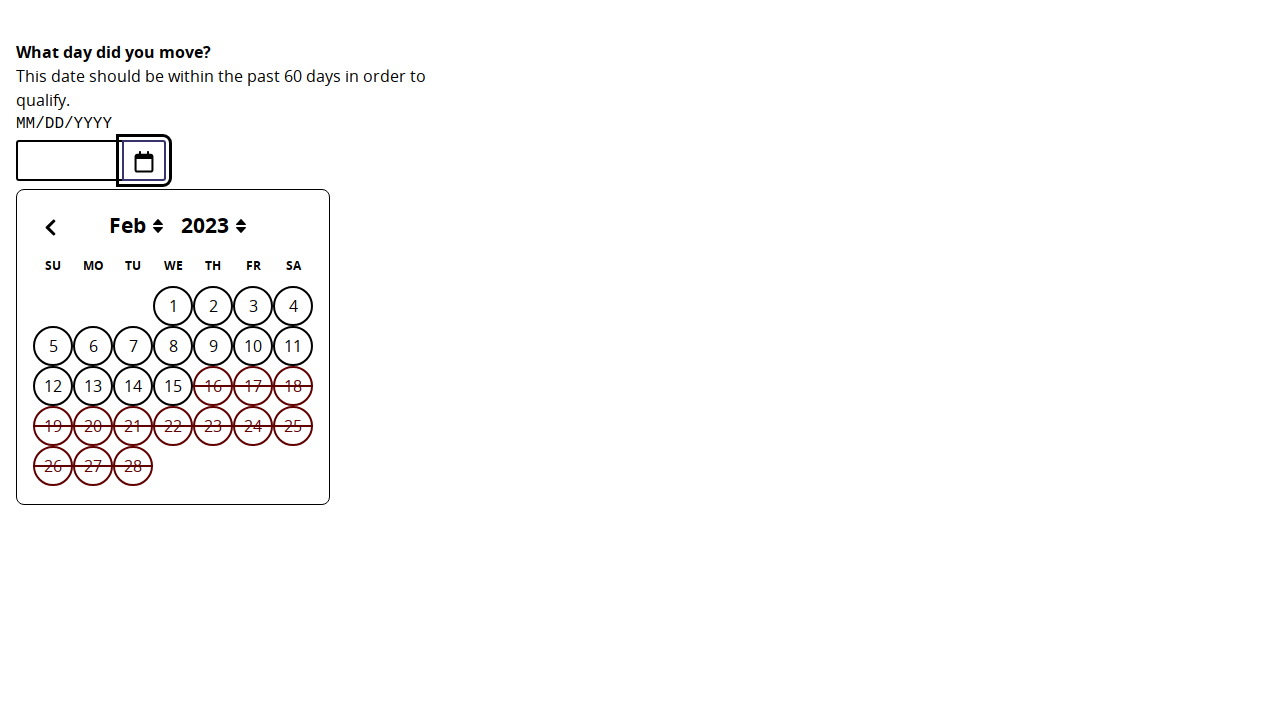 What day did you move?
This date should be within the past 60 days in order to
qualify.
MM/DD/YYYY
Feb 2023
SU MO TU WE TH FR SA
1 2 3 4
5 6 7 8 9 10 11
12 13 14 15 16 17 18
19 20 21 22 23 24 25
26 27 28